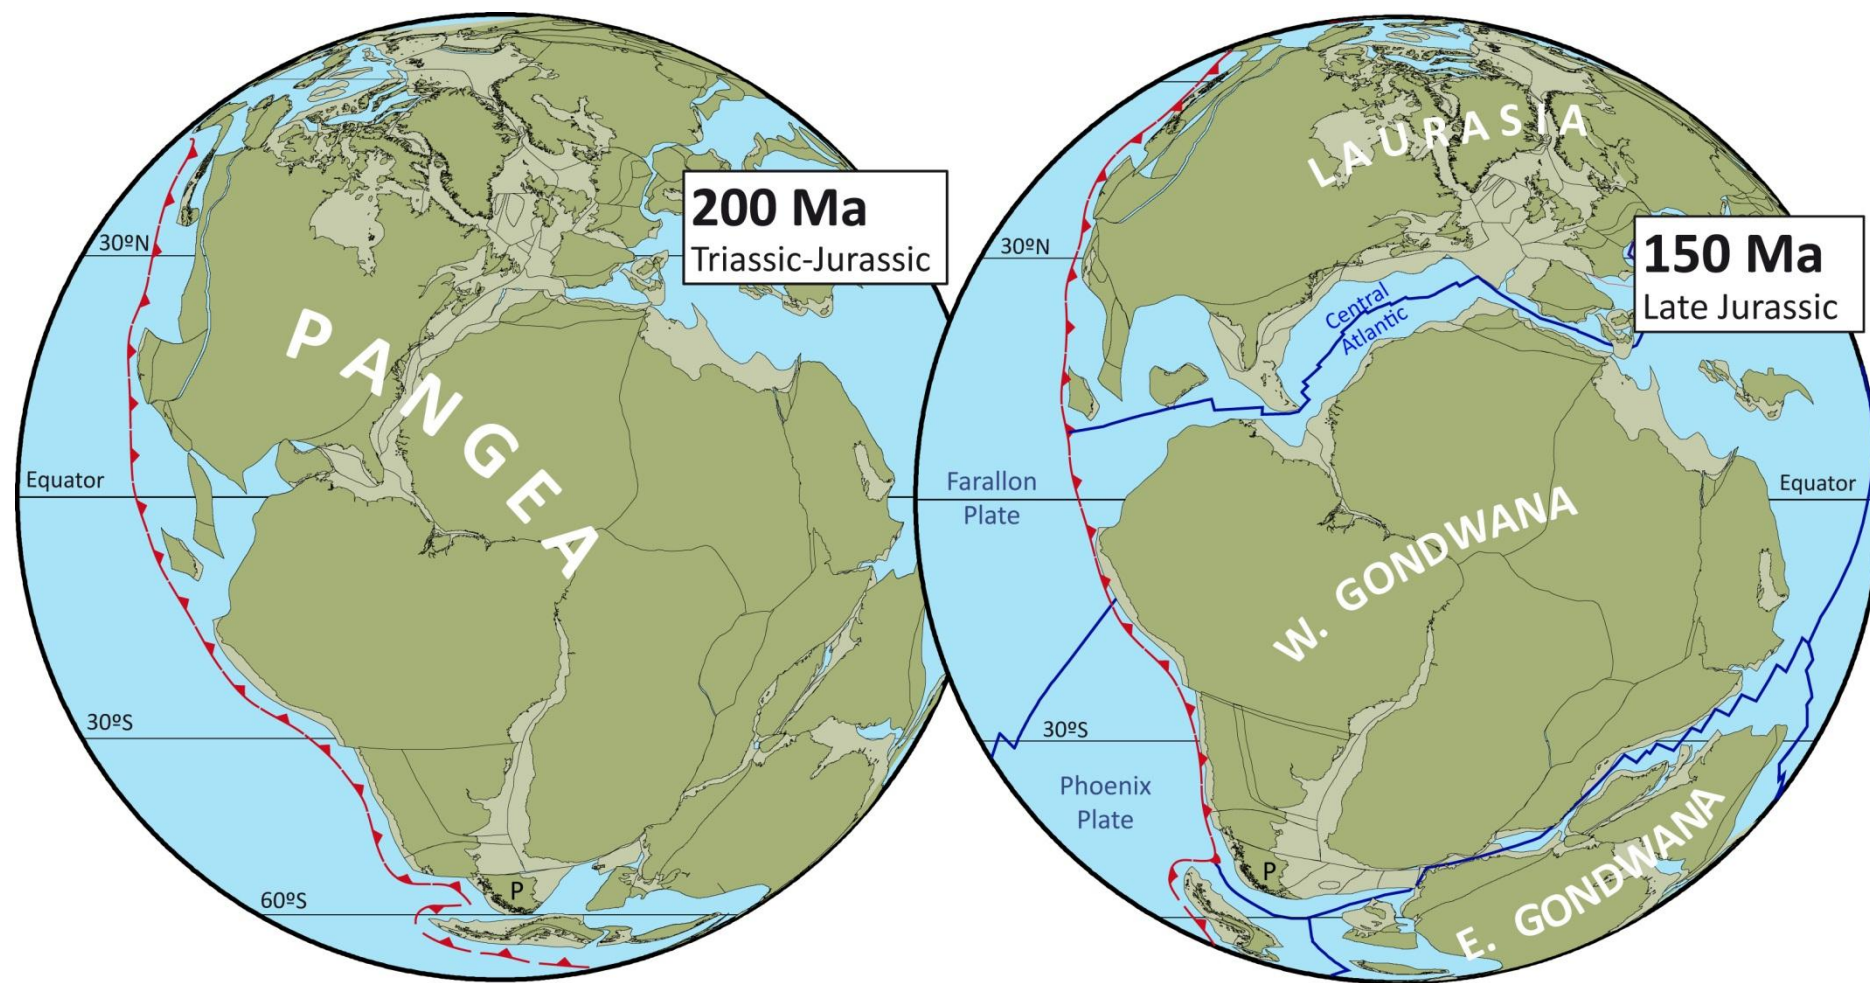 200 Ma
Triassic-Jurassic
30ºN
PANGEA
Equator
30ºS
60ºS
P
LAURASIA
150 Ma
Late Jurassic
30ºN
Central
Atlantic
Farallon
Plate
Equator
W. GONDWANA
30ºS
Phoenix
Plate
P
E. GONDWANA